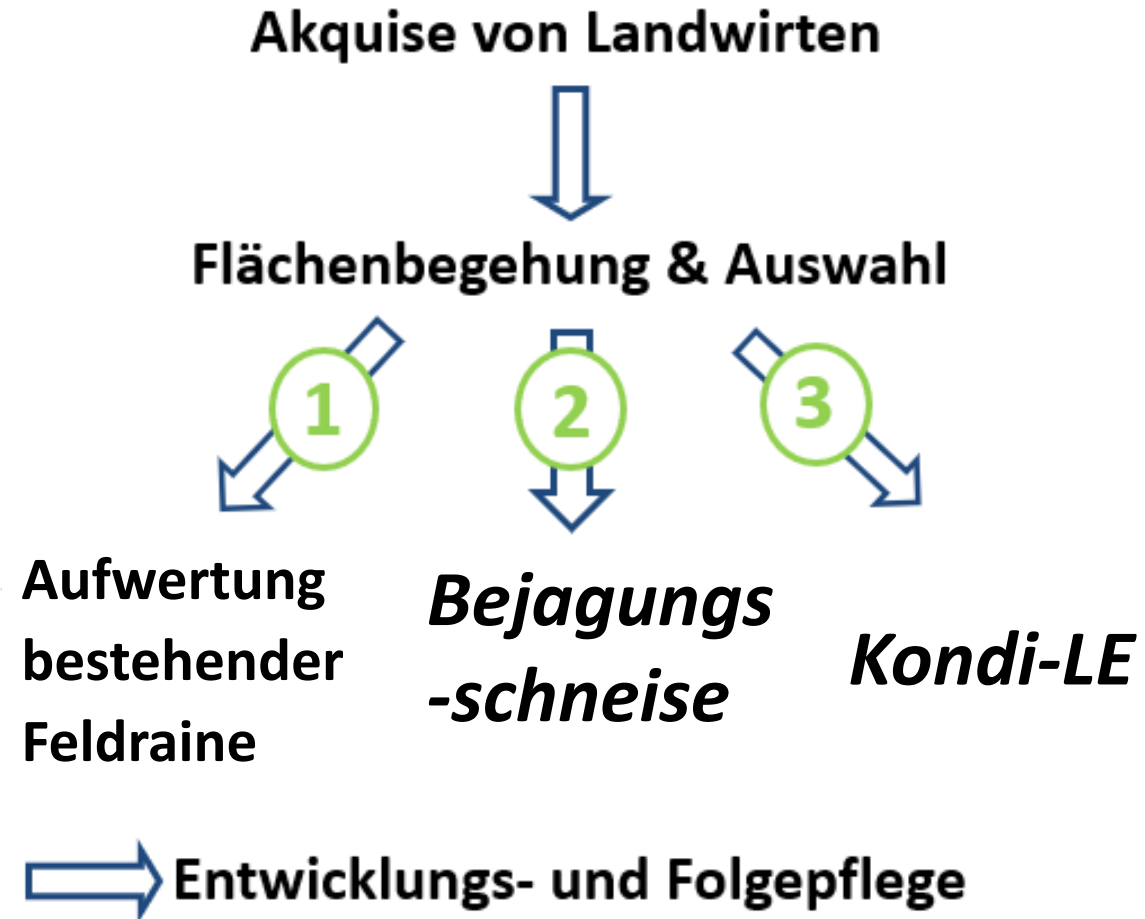 Akquise von Landwirten
Flächenbegehung & Auswahl
1
2
3
Aufwertung
bestehender
Feldraine
Bejagungs
-schneise
Kondi-LE
Entwicklungs- und Folgepflege